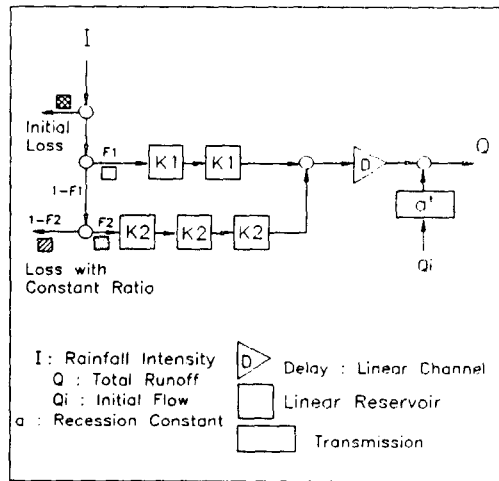 I
Initial
Loss
F1
K1 K1
1-F1
1-F2
F2
K2 K2 K2
Loss with
Constant Ratio
D
Q
a'
Qi
I : Rainfall Intensity
Q : Total Runoff
Qi : Initial Flow
a : Recession Constant
D
Delay : Linear Channel
Linear Reservoir
Transmission